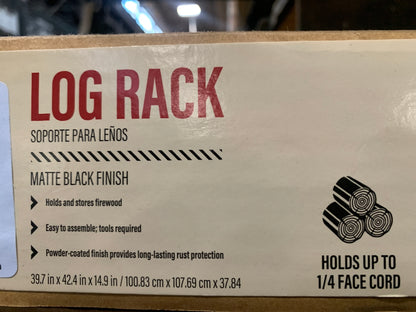 LOG RACK
SOPORTE PARA LEÑOS
MATTE BLACK FINISH
Holds and stores firewood
Easy to assemble; tools required
Powder-coated finish provides long-lasting rust protection
39.7 in x 42.4 in x 14.9 in / 100.83 cm x 107.69 cm x 37.84
HOLDS UP TO
1/4 FACE CORD